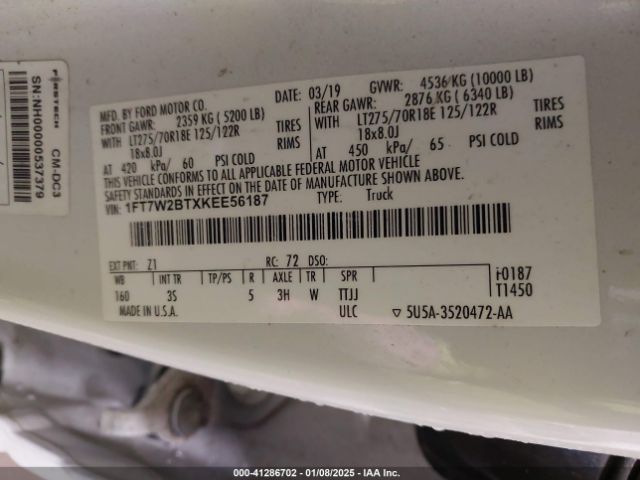 FIRSTECH
SN:NH0000537379
CM-DC3
MFD. BY FORD MOTOR CO.
DATE: 03/19
GVWR: 4536 KG (10000 LB)
FRONT GAWR: 2359 KG ( 5200 LB)
REAR GAWR: 2876 KG ( 6340 LB)
WITH LT275/70R18E 125/122R TIRES
WITH LT275/70R18E 125/122R TIRES
18x8.0J RIMS
18x8.0J RIMS
AT 420 kPa/ 60 PSI COLD
AT 450 kPa/ 65 PSI COLD
THIS VEHICLE CONFORMS TO ALL APPLICABLE FEDERAL MOTOR VEHICLE
SAFETY STANDARDS IN EFFECT ON THE DATE OF MANUFACTURE SHOWN ABOVE.
VIN: 1FT7W2BTXKEE56187
TYPE: Truck
EXT PNT: Z1 RC: 72 DSO:
WB INT TR TP/PS R AXLE TR SPR
160 3S 5 3H W TTJJ
F0187
T1450
MADE IN U.S.A. ULC ▽ 5U5A-3520472-AA
000-41286702 - 01/08/2025 - IAA Inc.